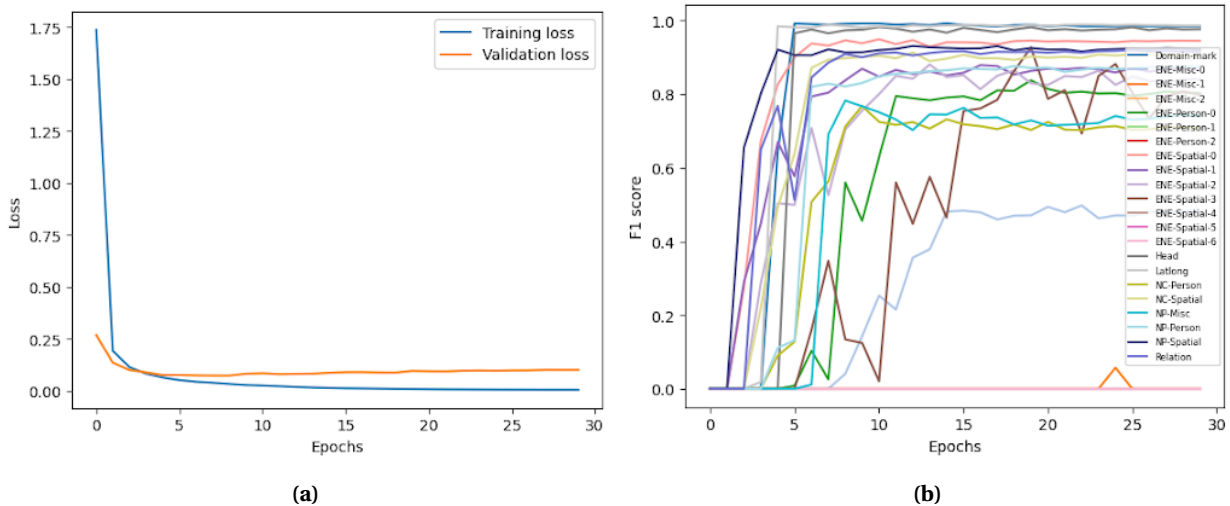 Training loss
Validation loss
1.75
1.50
1.25
1.00
0.75
0.50
0.25
0.00
Loss
0
5
10
15
20
25
30
Epochs
(a)
1.0
0.8
0.6
0.4
0.2
0.0
F1 score
Domain-mark
ENE-Misc-0
ENE-Misc-1
ENE-Misc-2
ENE-Person-0
ENE-Person-1
ENE-Person-2
ENE-Spatial-0
ENE-Spatial-1
ENE-Spatial-2
ENE-Spatial-3
ENE-Spatial-4
ENE-Spatial-5
ENE-Spatial-6
Head
Latlong
NC-Person
NC-Spatial
NP-Misc
NP-Person
NP-Spatial
Relation
0
5
10
15
20
25
30
Epochs
(b)